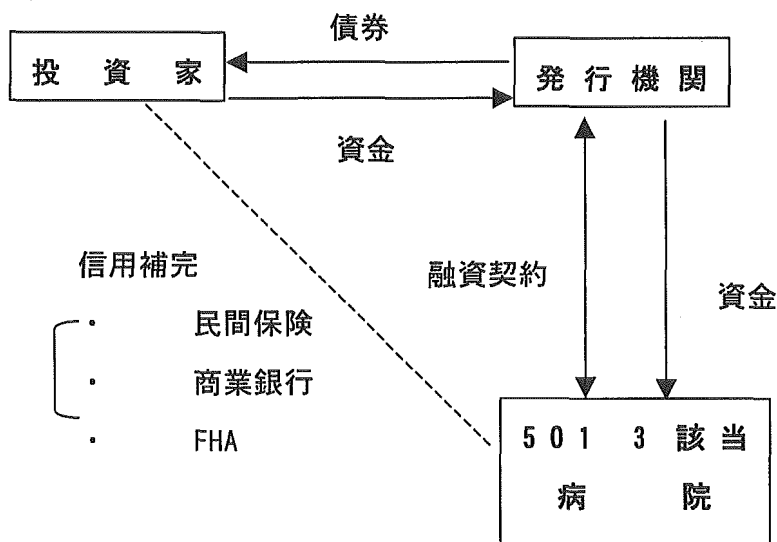 債券
投資家
発行機関
資金
信用補完
融資契約
資金
・ 民間保険
・ 商業銀行
・ FHA
501 3 該当
病院